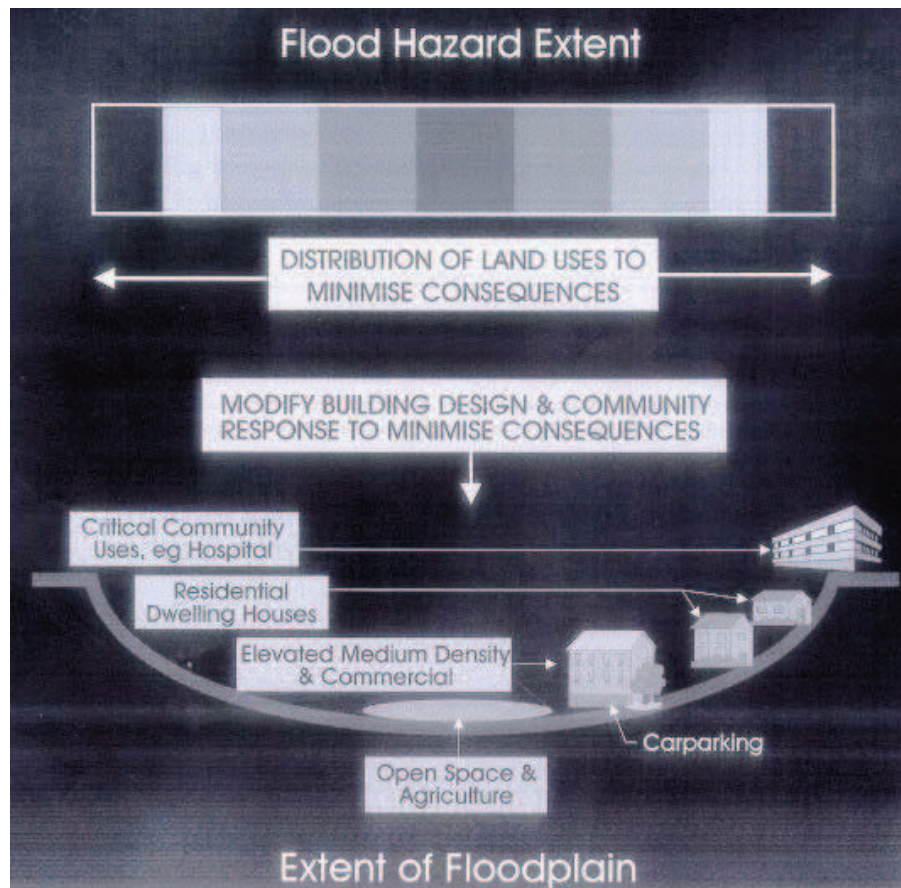 Flood Hazard Extent
DISTRIBUTION OF LAND USES TO
MINIMISE CONSEQUENCES
MODIFY BUILDING DESIGN & COMMUNITY
RESPONSE TO MINIMISE CONSEQUENCES
Critical Community
Uses, eg Hospital
Residential
Dwelling Houses
Elevated Medium Density
& Commercial
Carparking
Open Space &
Agriculture
Extent of Floodplain